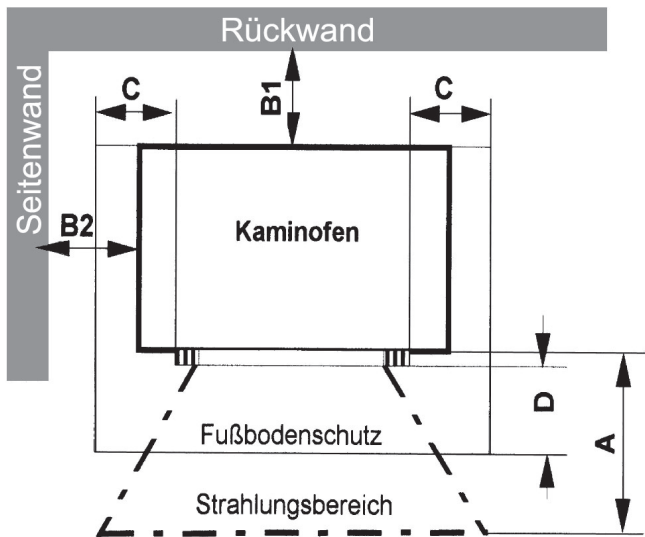 Rückwand
Seitenwand
C
B1
C
B2
Kaminofen
D
A
Fußbodenschutz
Strahlungsbereich